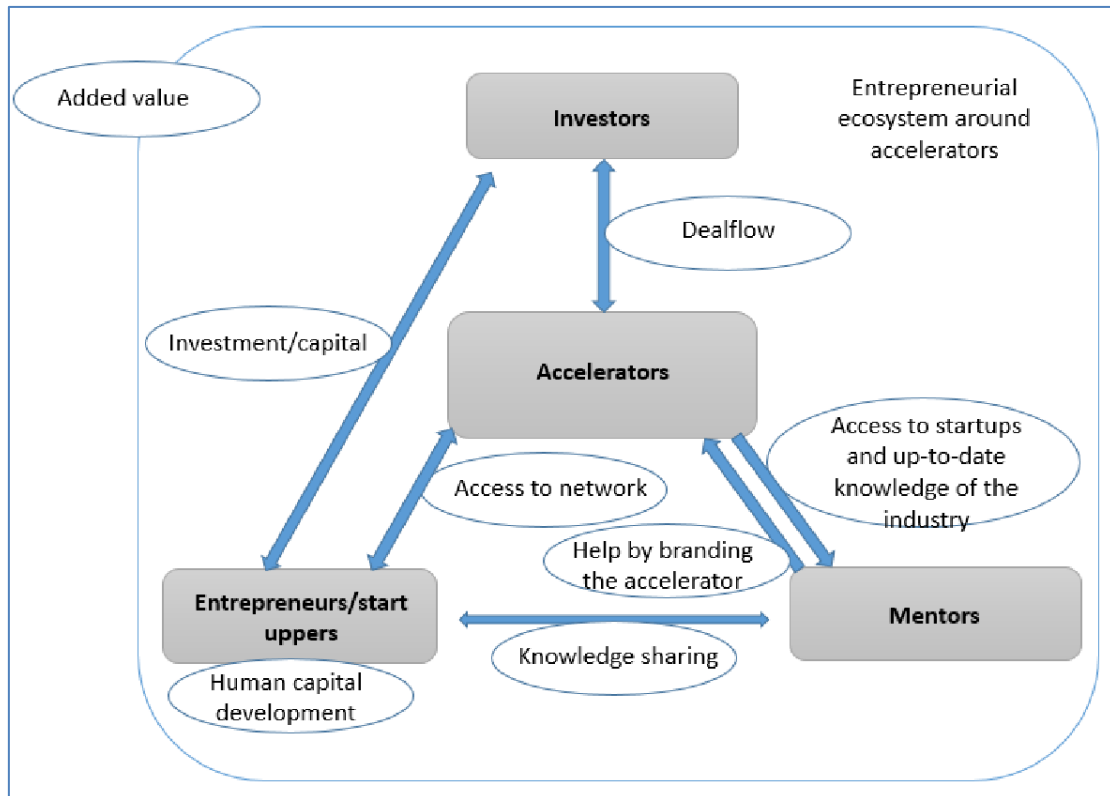 Added value
Investors
Entrepreneurial
ecosystem around
accelerators
Dealflow
Investment/capital
Accelerators
Access to startups
and up-to-date
knowledge of the
industry
Access to network
Help by branding
the accelerator
Entrepreneurs/start
uppers
Mentors
Knowledge sharing
Human capital
development